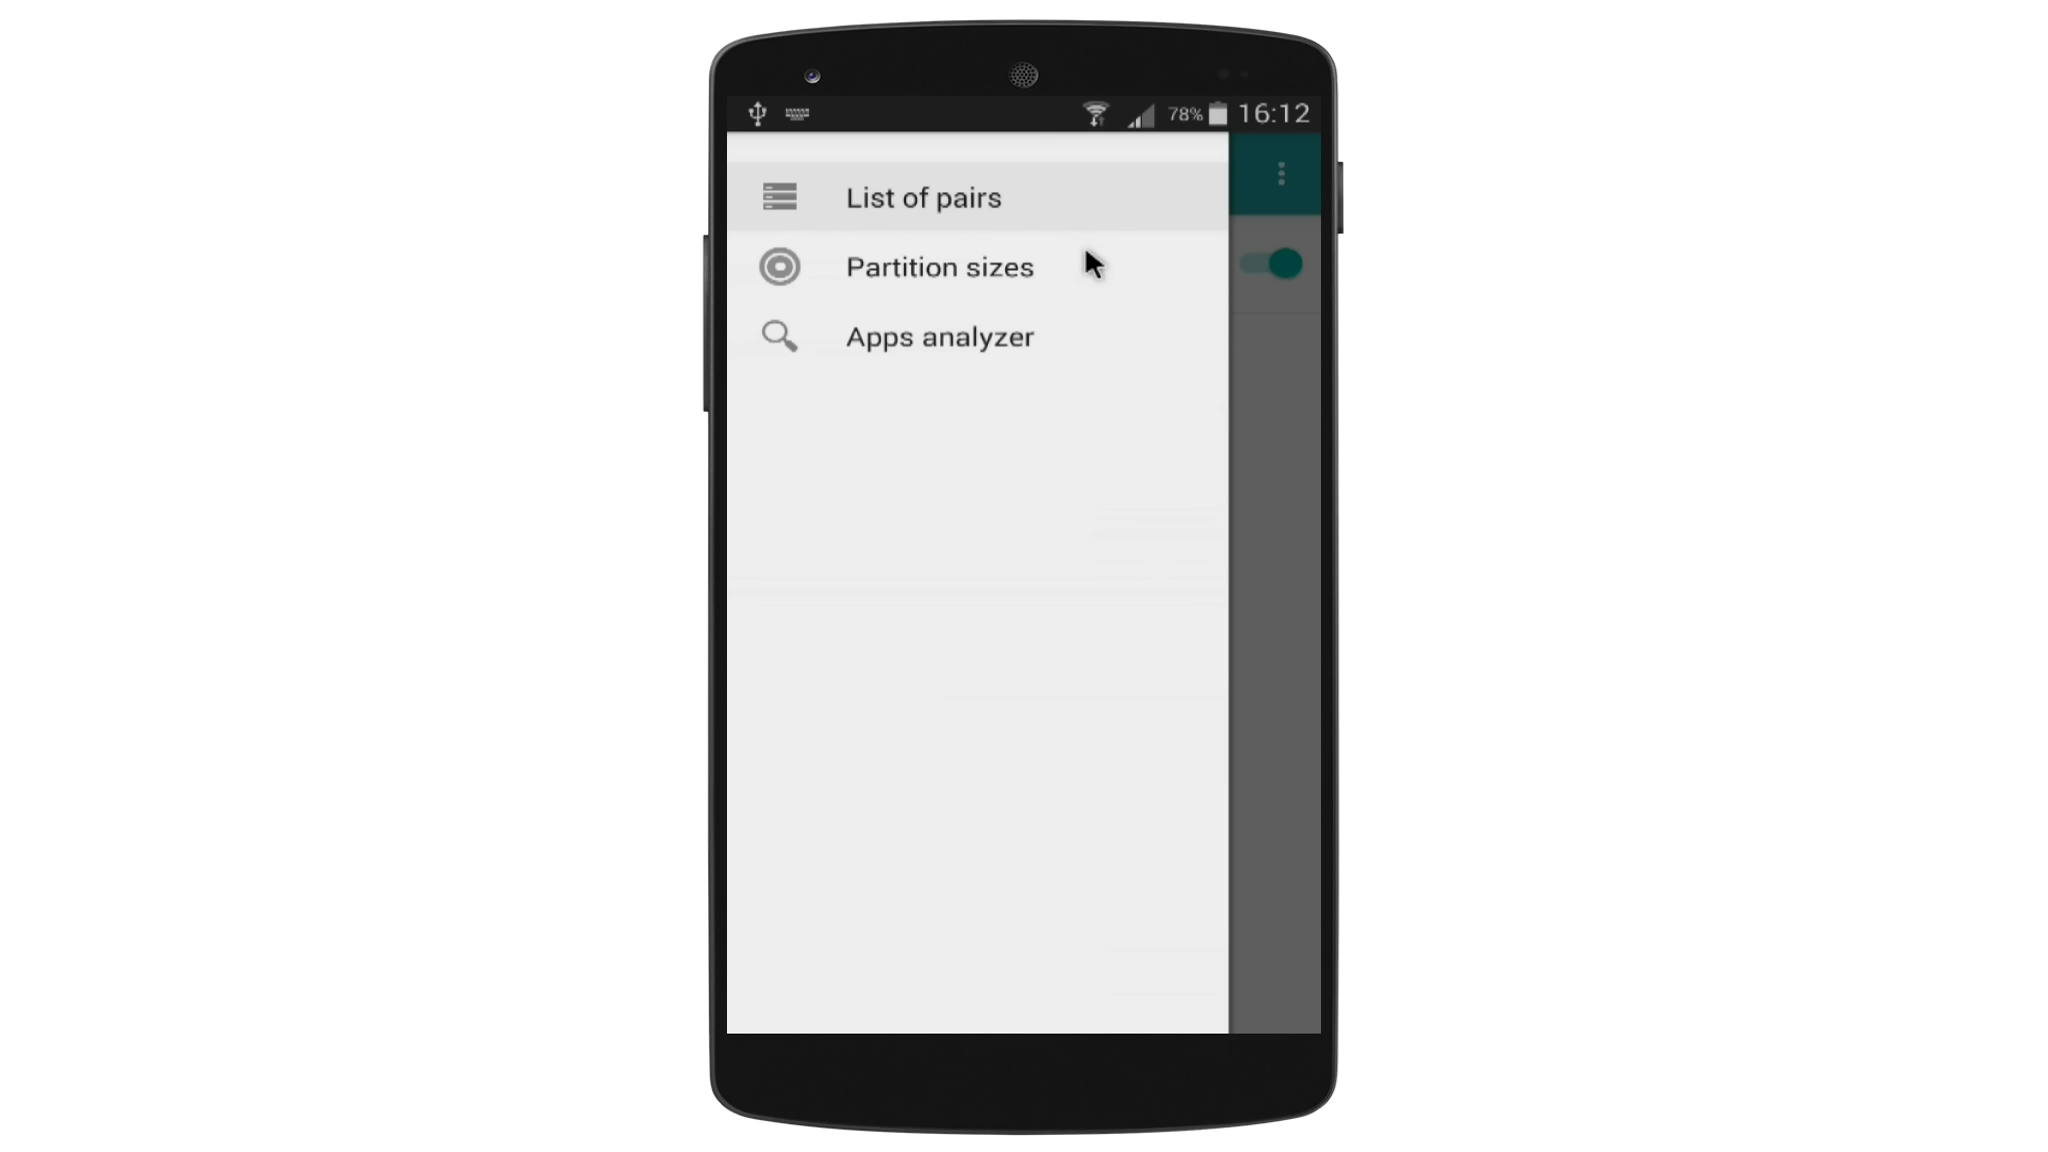 78% 16:12
List of pairs
Partition sizes
Apps analyzer